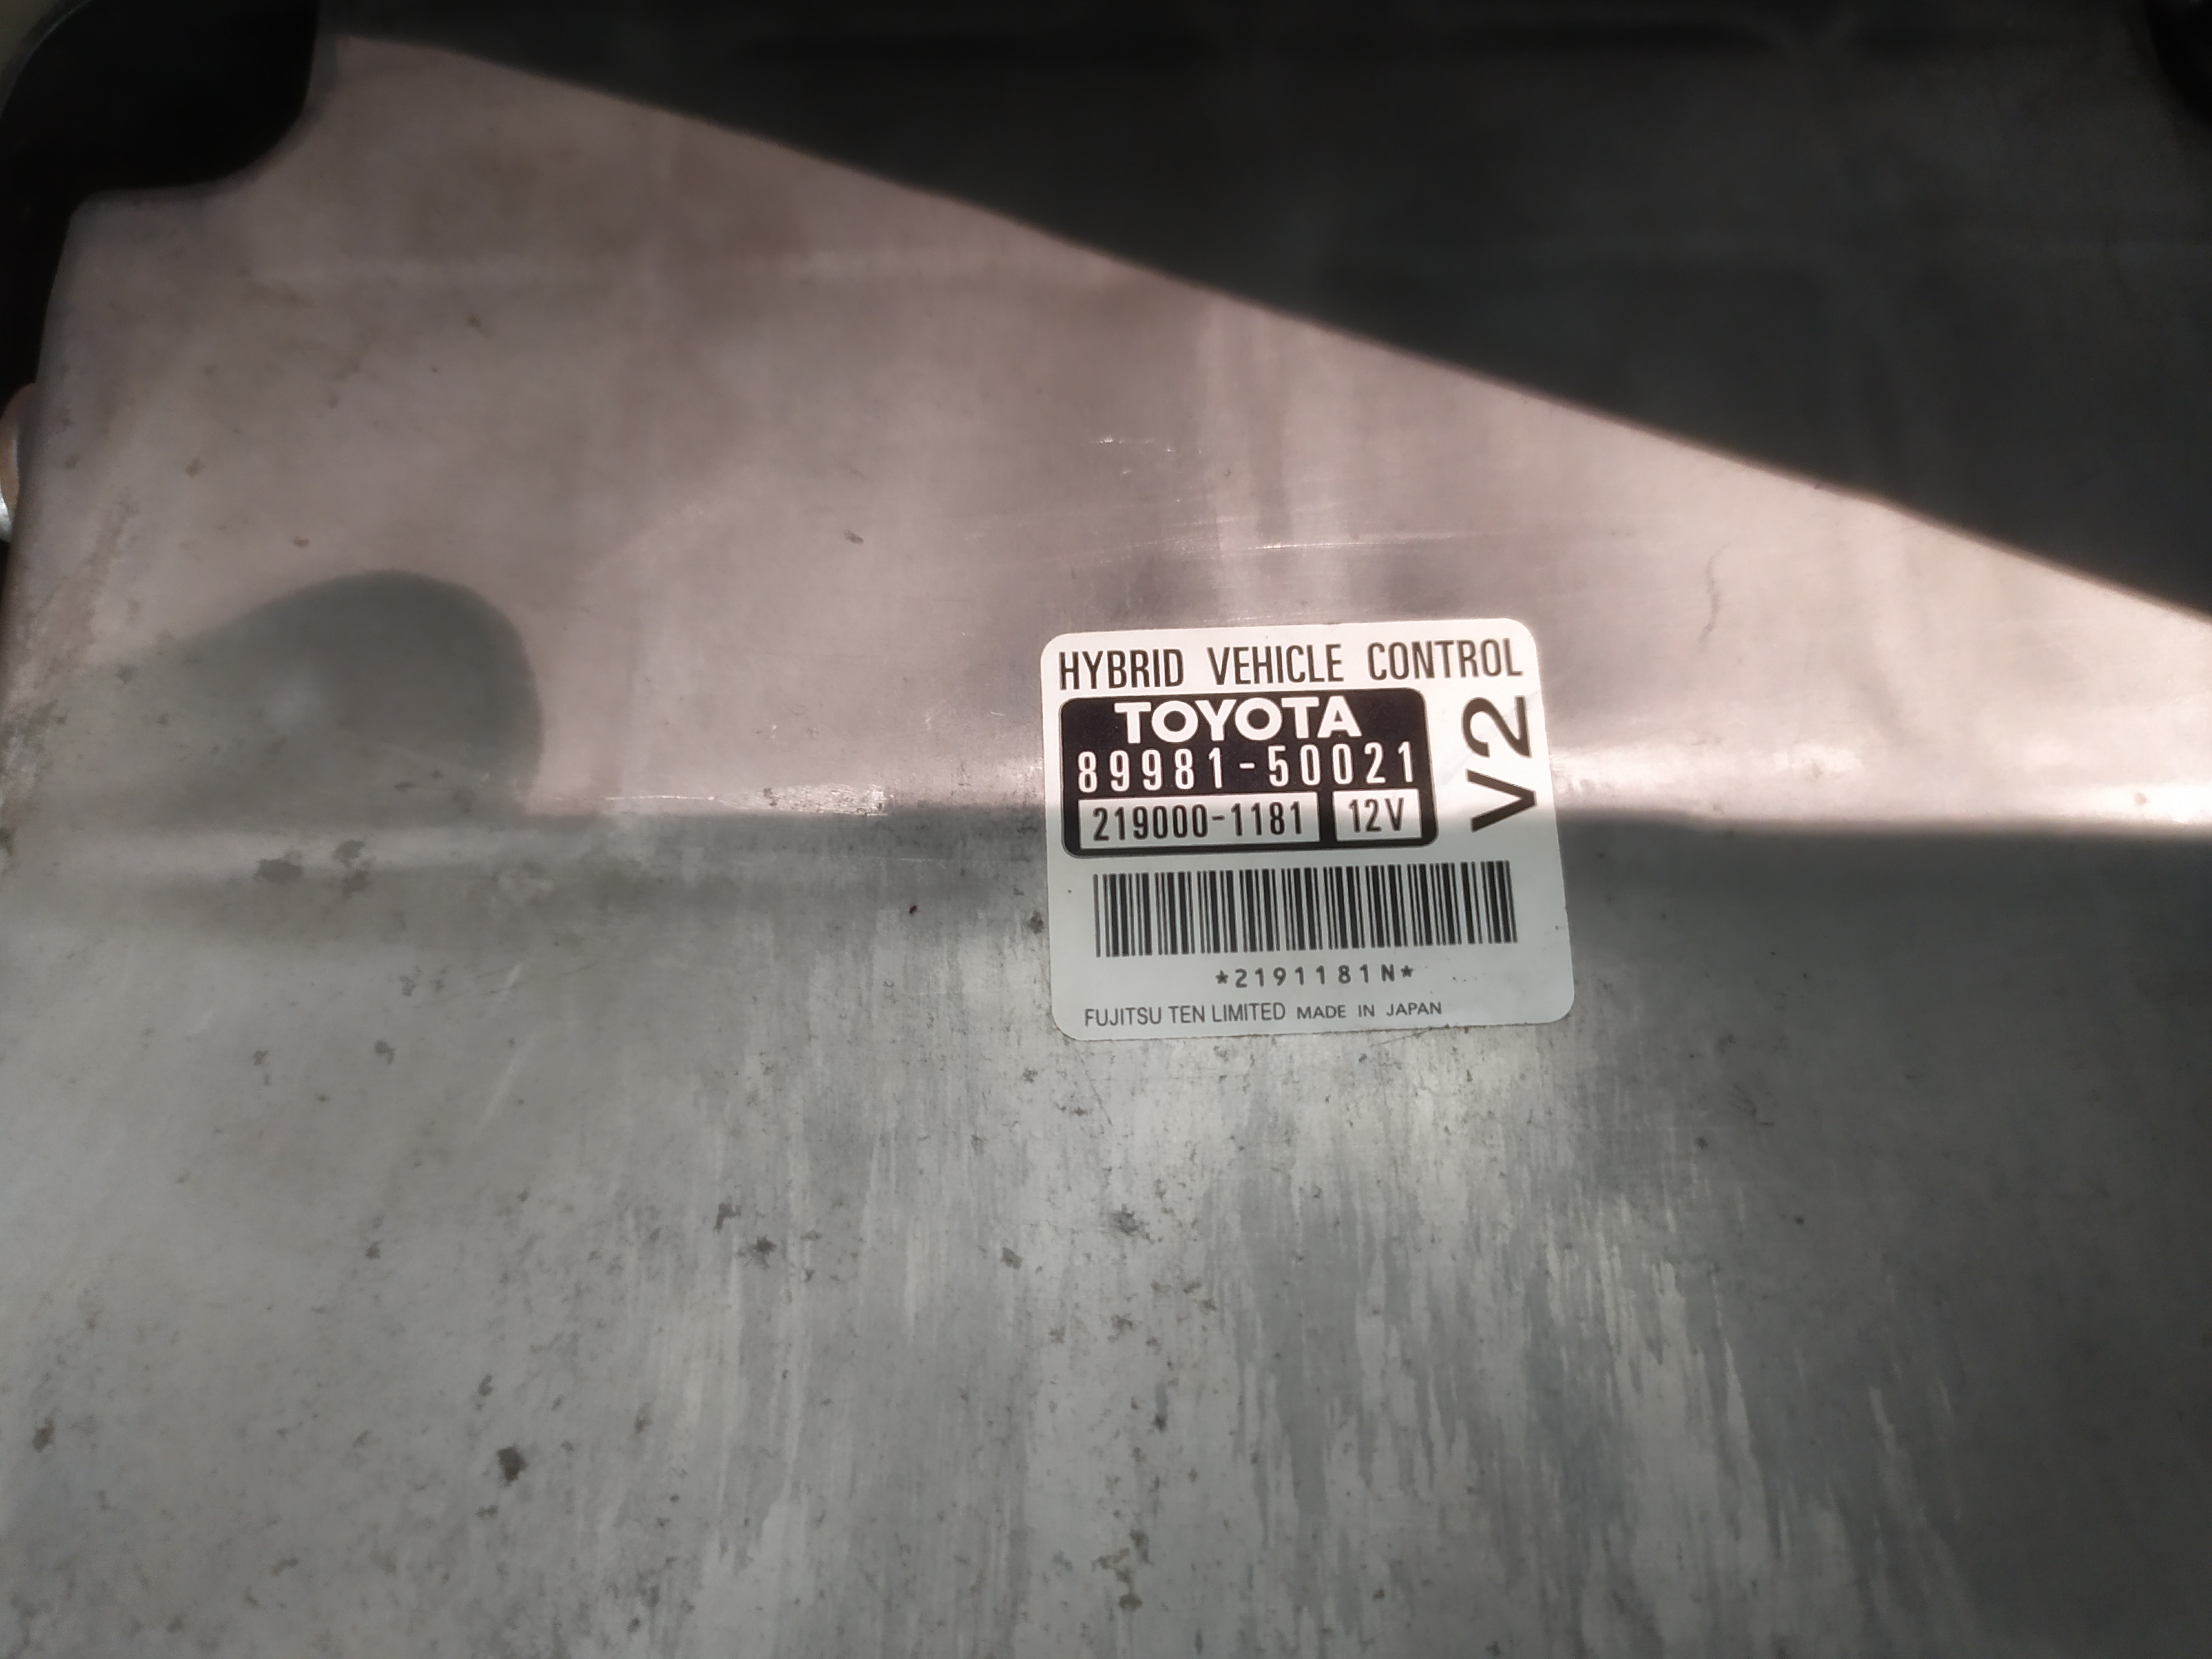 HYBRID VEHICLE CONTROL
TOYOTA
89981-50021
219000-1181 12V
V2
*2191181N*
FUJITSU TEN LIMITED MADE IN JAPAN